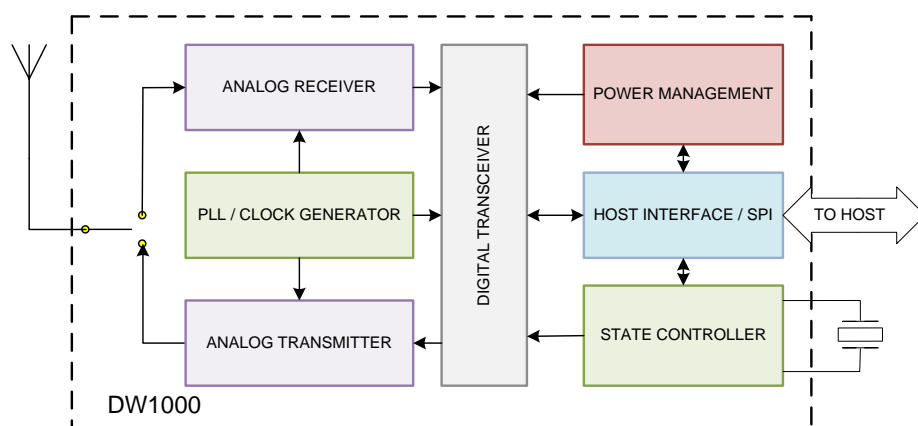 ANALOG RECEIVER
POWER MANAGEMENT
PLL / CLOCK GENERATOR
DIGITAL TRANSCEIVER
HOST INTERFACE / SPI
TO HOST
ANALOG TRANSMITTER
STATE CONTROLLER
DW1000